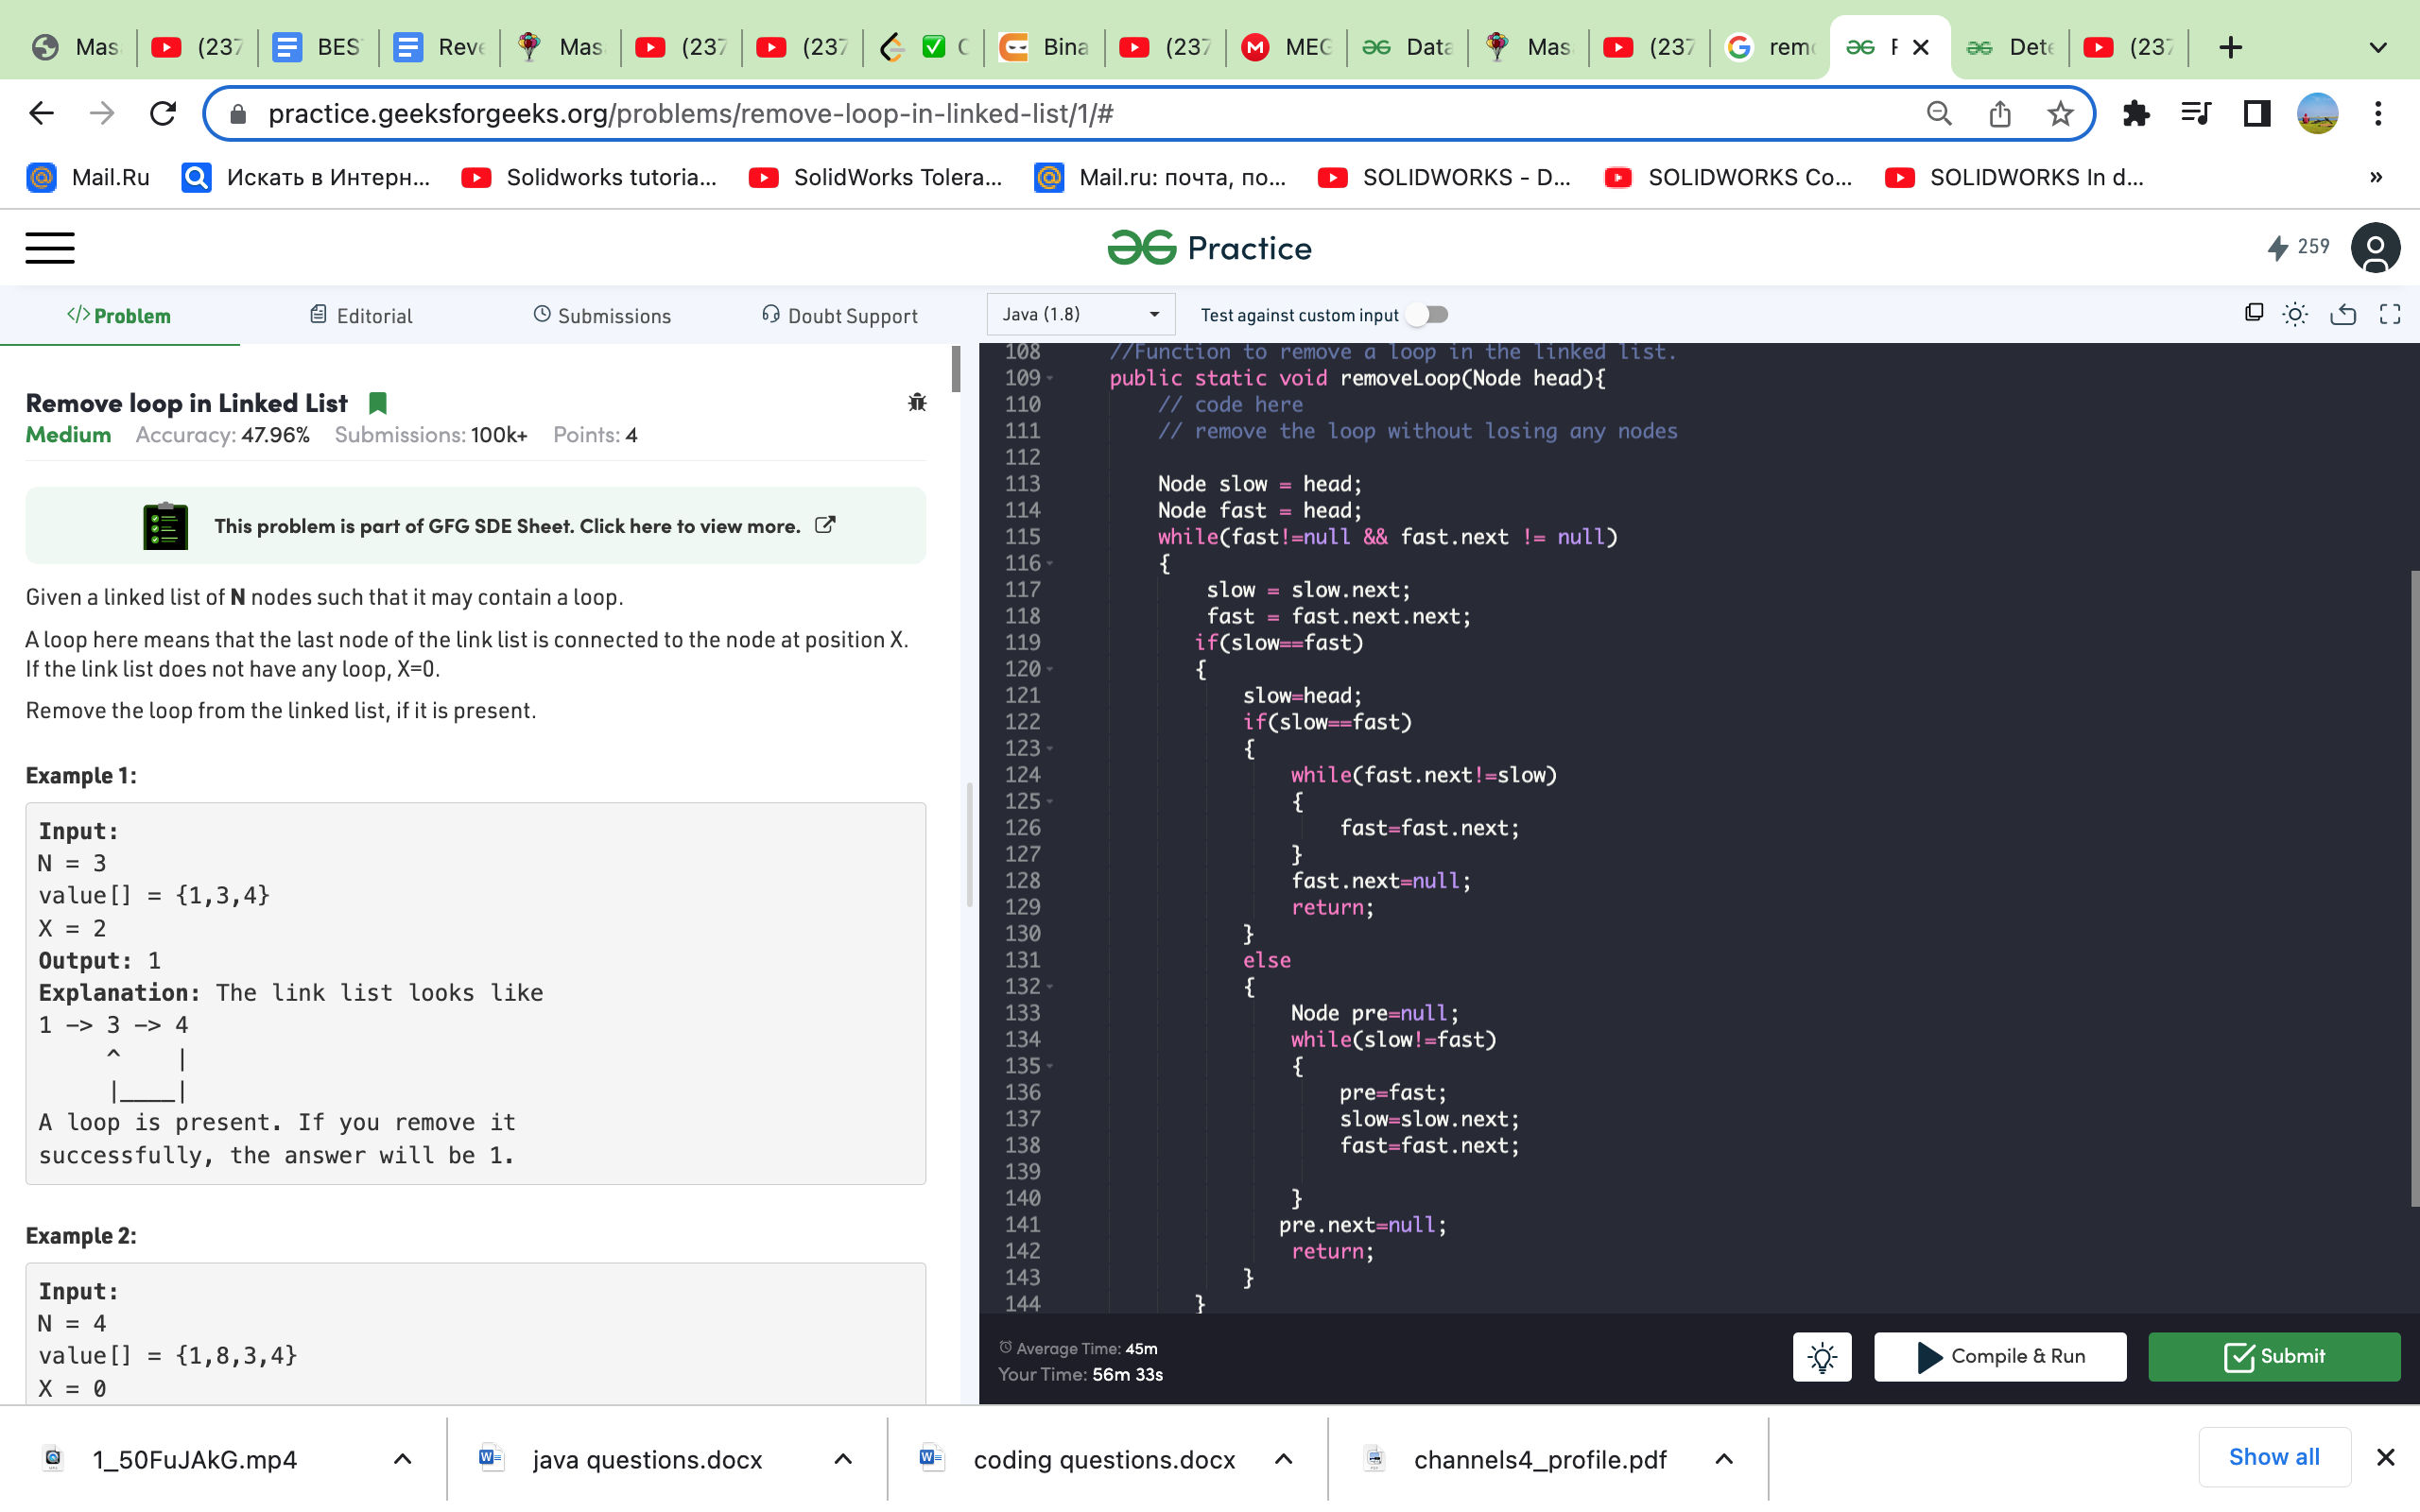 Mas (237 BES Reve Mas (237 (237 Bina (237 MEG Data Mas (237 remo Dete (237
practice.geeksforgeeks.org/problems/remove-loop-in-linked-list/1/#
Mail.Ru Искать в Интерн... Solidworks tutoria... SolidWorks Tolera... Mail.ru: почта, по... SOLIDWORKS - D... SOLIDWORKS Co... SOLIDWORKS In d... »
Practice
259
</> Problem Editorial Submissions Doubt Support
Java (1.8) Test against custom input
Remove loop in Linked List
Medium Accuracy: 47.96% Submissions: 100k+ Points: 4
This problem is part of GFG SDE Sheet. Click here to view more.
Given a linked list of N nodes such that it may contain a loop.
A loop here means that the last node of the link list is connected to the node at position X.
If the link list does not have any loop, X=0.
Remove the loop from the linked list, if it is present.
Example 1:
Input:
N = 3
value[] = {1,3,4}
X = 2
Output: 1
Explanation: The link list looks like
1 -> 3 -> 4
^ |
|____|
A loop is present. If you remove it
successfully, the answer will be 1.
Example 2:
Input:
N = 4
value[] = {1,8,3,4}
X = 0
108 //Function to remove a loop in the linked list.
109 public static void removeLoop(Node head){
110 // code here
111 // remove the loop without losing any nodes
112
113 Node slow = head;
114 Node fast = head;
115 while(fast!=null && fast.next != null)
116 {
117 slow = slow.next;
118 fast = fast.next.next;
119 if(slow==fast)
120 {
121 slow=head;
122 if(slow==fast)
123 {
124 while(fast.next!=slow)
125 {
126 fast=fast.next;
127 }
128 fast.next=null;
129 return;
130 }
131 else
132 {
133 Node pre=null;
134 while(slow!=fast)
135 {
136 pre=fast;
137 slow=slow.next;
138 fast=fast.next;
139
140 }
141 pre.next=null;
142 return;
143 }
144 }
Average Time: 45m
Your Time: 56m 33s
Compile & Run
Submit
1_50FuJAkG.mp4 java questions.docx coding questions.docx channels4_profile.pdf Show all